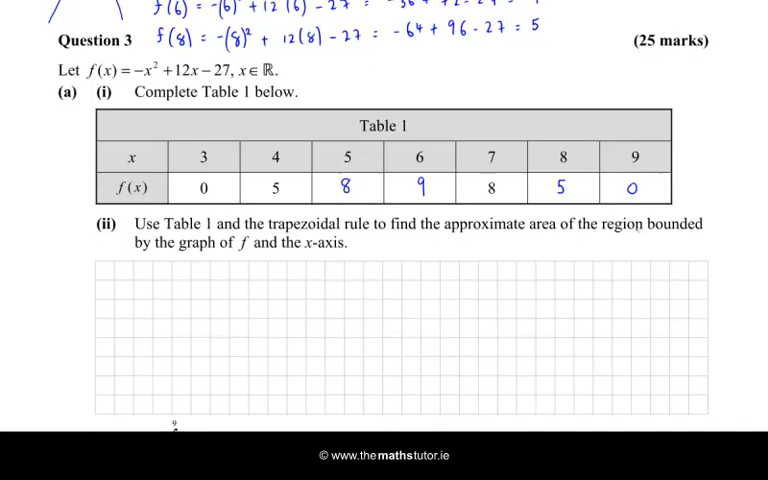 f(6) = -(6)² + 12(6) - 27 =
Question 3 f(8) = -(8)² + 12(8) - 27 = -64 + 96 - 27 = 5 (25 marks)
Let f(x) = −x² + 12x − 27, x ∈ ℝ.
(a) (i) Complete Table 1 below.
Table 1
x 3 4 5 6 7 8 9
f(x) 0 5 8 9 8 5 0
(ii) Use Table 1 and the trapezoidal rule to find the approximate area of the region bounded
by the graph of f and the x-axis.
9
© www.themathstutor.ie